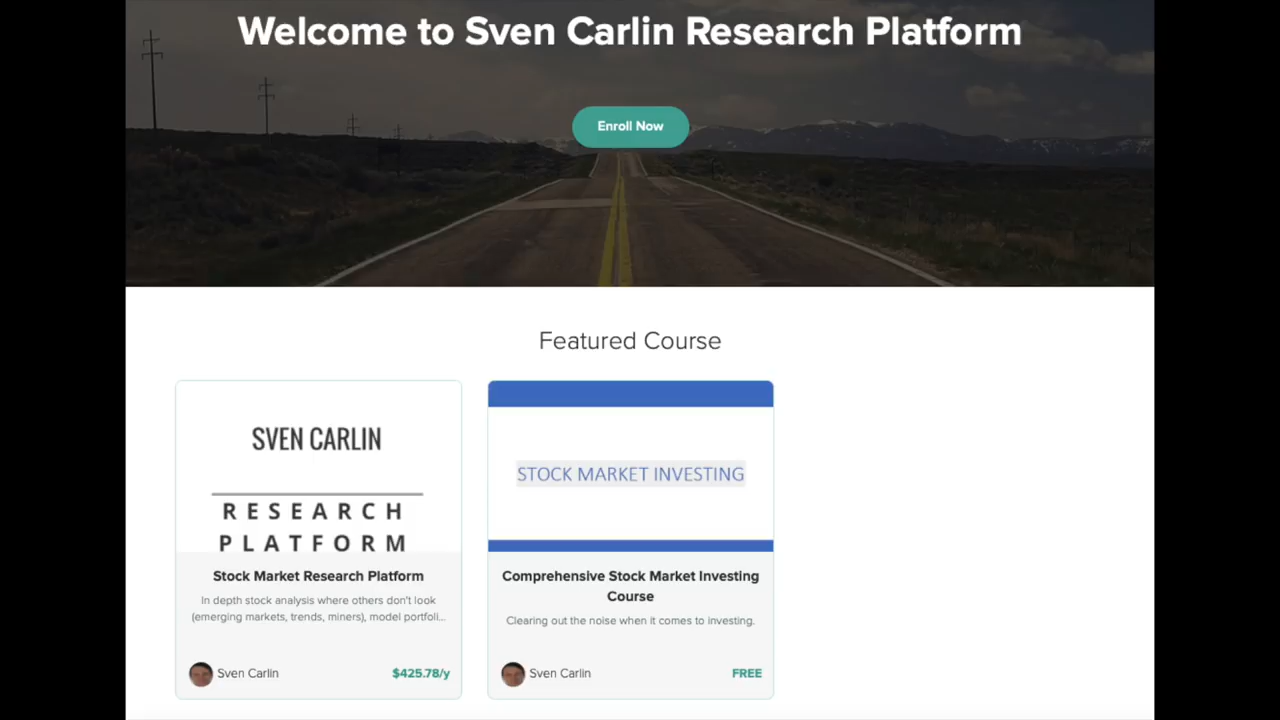 Welcome to Sven Carlin Research Platform
Enroll Now
Featured Course
SVEN CARLIN
RESEARCH
PLATFORM
Stock Market Research Platform
In depth stock analysis where others don't look
(emerging markets, trends, miners), model portfoli...
Sven Carlin
$425.78/y
STOCK MARKET INVESTING
Comprehensive Stock Market Investing
Course
Clearing out the noise when it comes to investing.
Sven Carlin
FREE